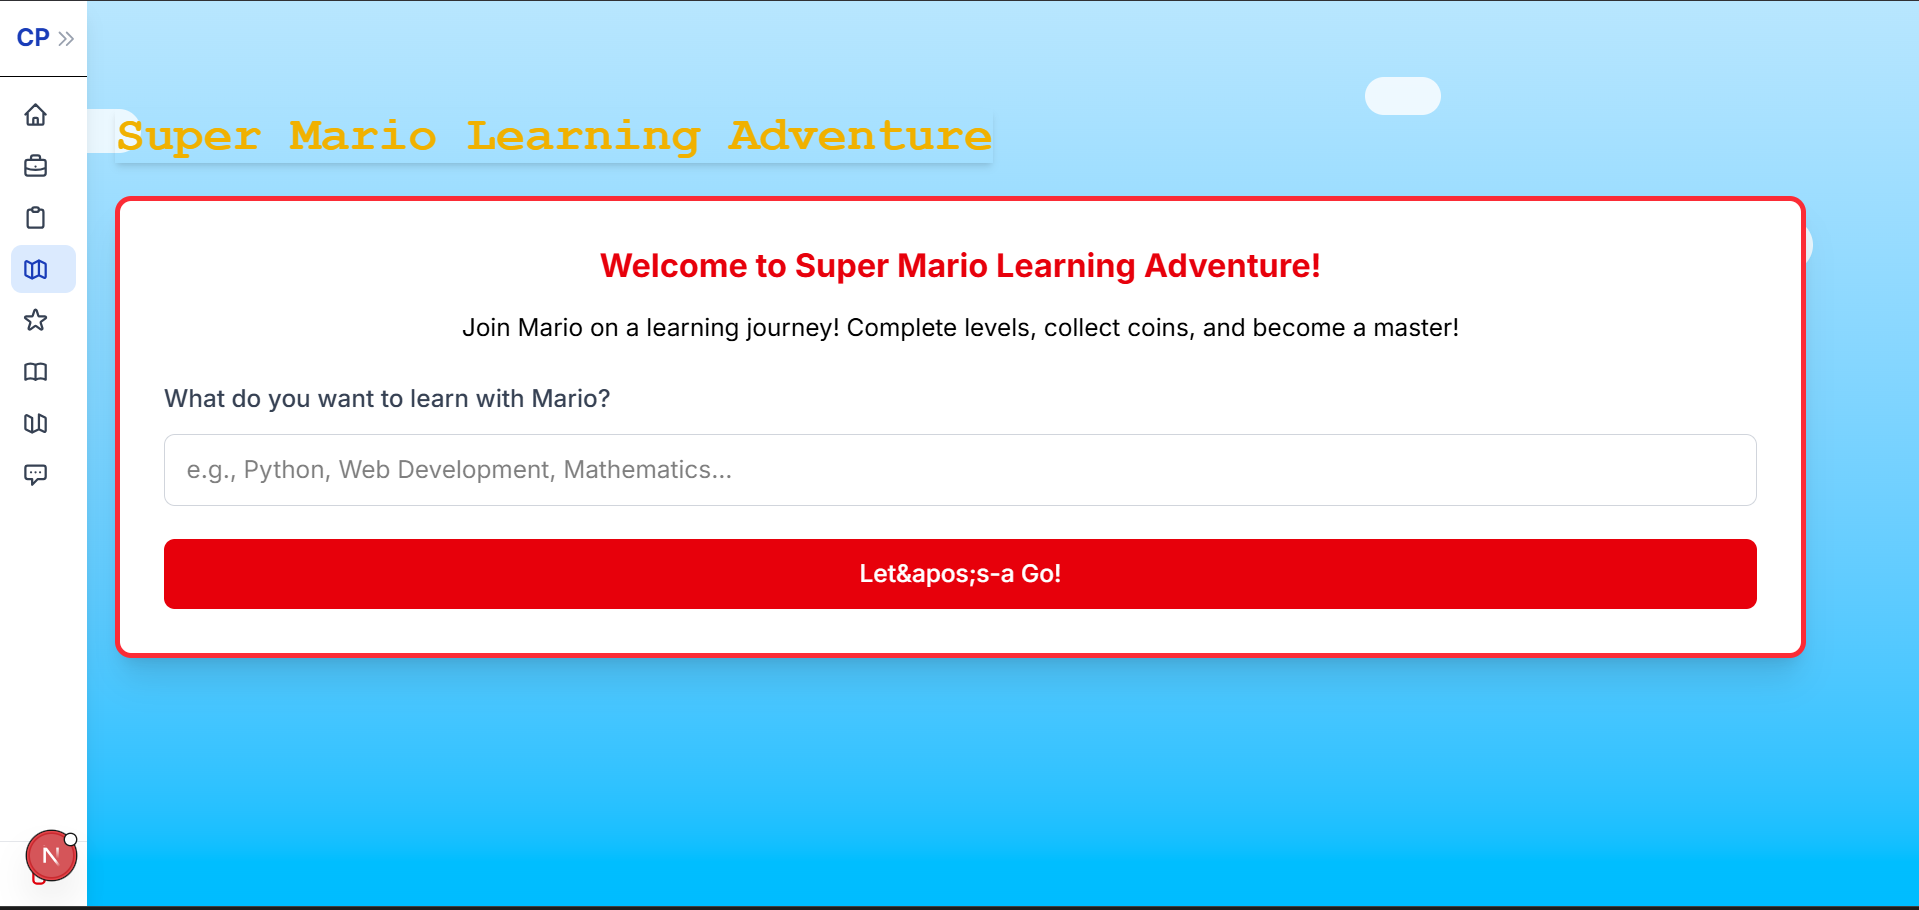 CP
Super Mario Learning Adventure
Welcome to Super Mario Learning Adventure!
Join Mario on a learning journey! Complete levels, collect coins, and become a master!
What do you want to learn with Mario?
e.g., Python, Web Development, Mathematics...
Let&apos;s-a Go!
N